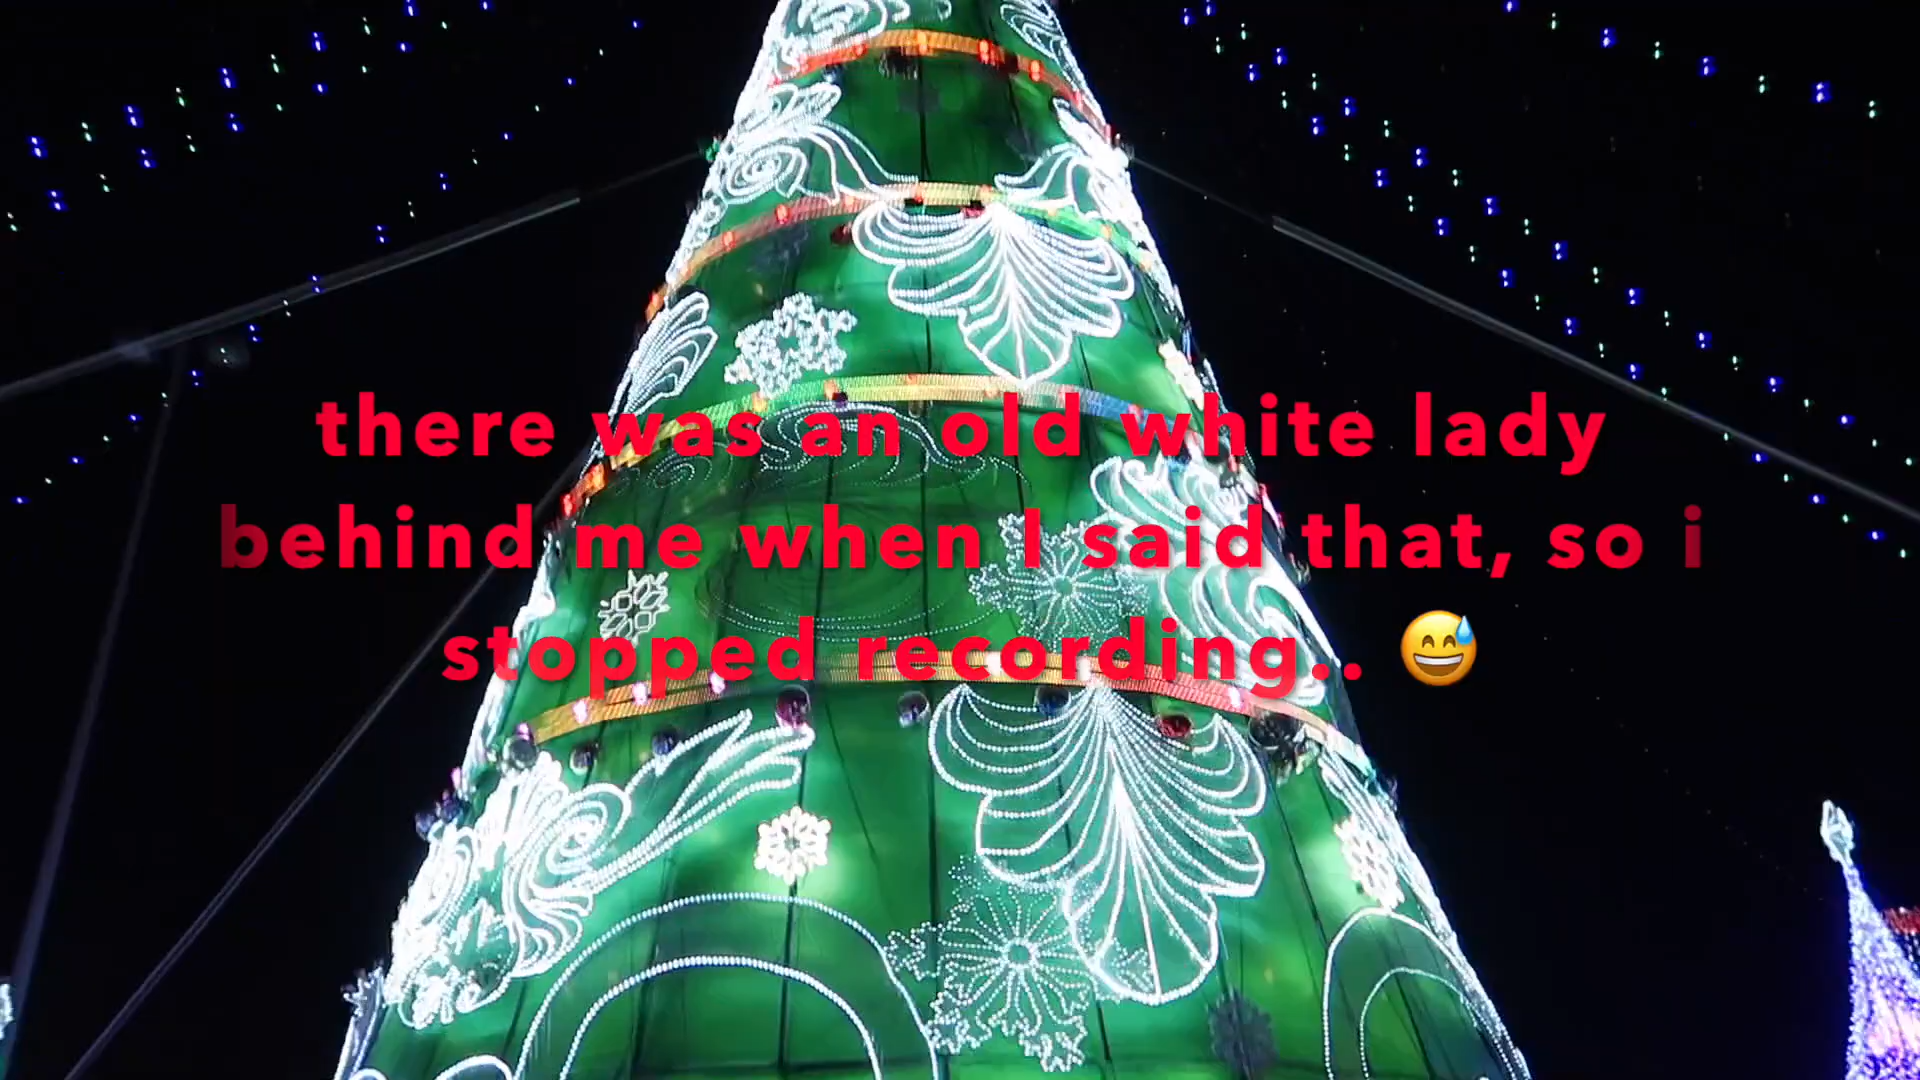 there was an old white lady
behind me when I said that, so i
stopped recording.. 😅